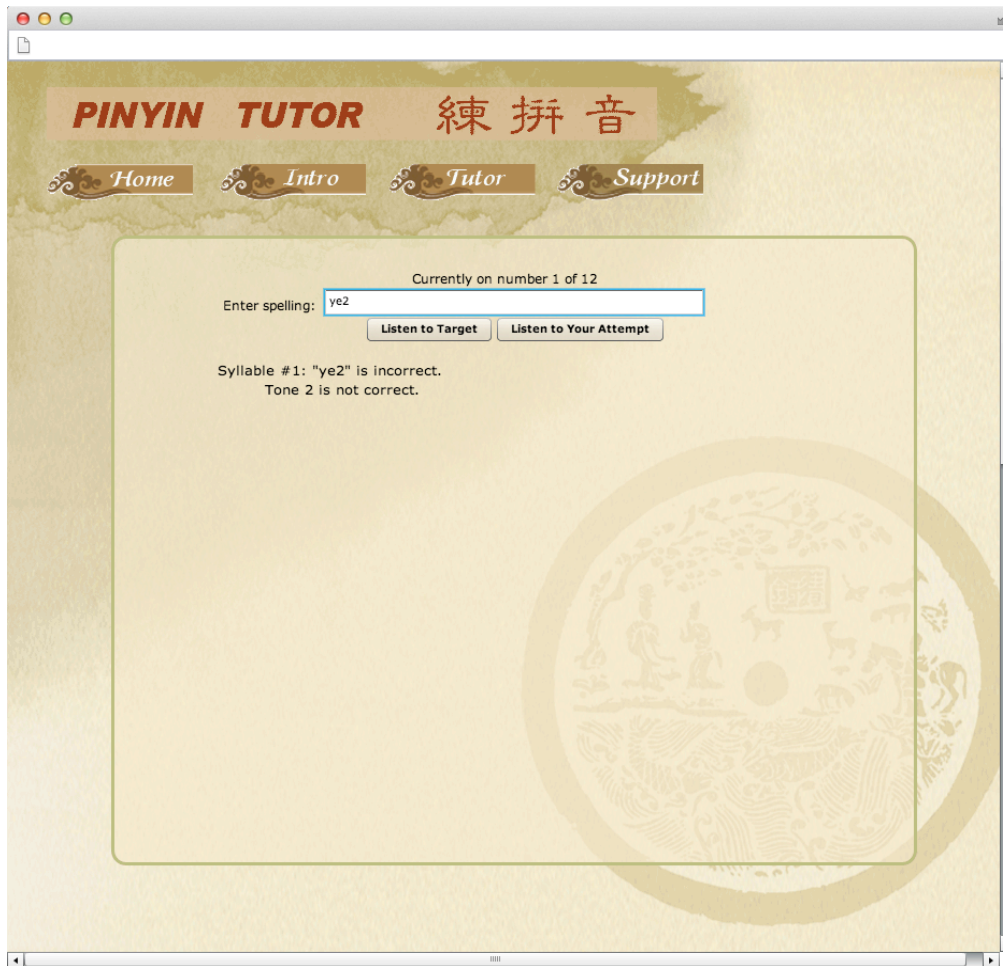 PINYIN TUTOR 練拼音
Home Intro Tutor Support
Currently on number 1 of 12
Enter spelling: ye2
Listen to Target Listen to Your Attempt
Syllable #1: "ye2" is incorrect.
Tone 2 is not correct.